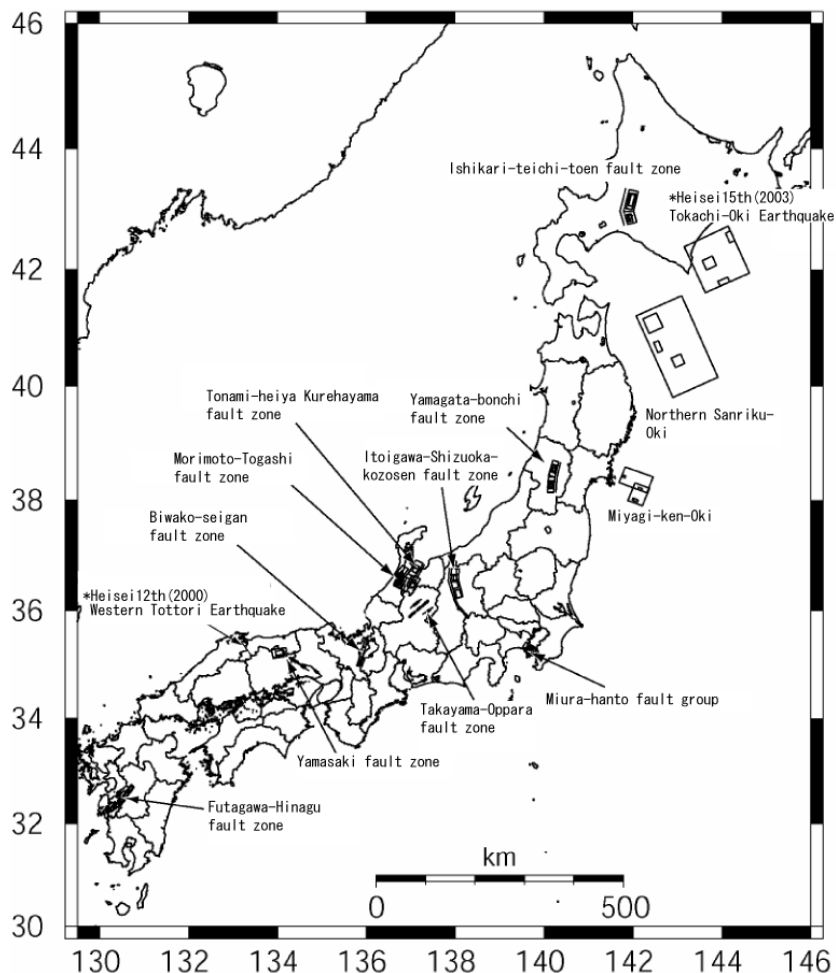 46
44
42
40
38
36
34
32
30
Ishikari-teichi-toen fault zone
*Heisei15th(2003)
Tokachi-Oki Earthquake
Tonami-heiya Kurehayama
fault zone
Yamagata-bonchi
fault zone
Northern Sanriku-
Oki
Morimoto-Togashi
fault zone
Itoigawa-Shizuoka-
kozosen fault zone
Biwako-seigan
fault zone
Miyagi-ken-Oki
*Heisei12th(2000)
Western Tottori Earthquake
Miura-hanto fault group
Takayama-Oppara
fault zone
Yamasaki fault zone
Futagawa-Hinagu
fault zone
km
0 500
130 132 134 136 138 140 142 144 146